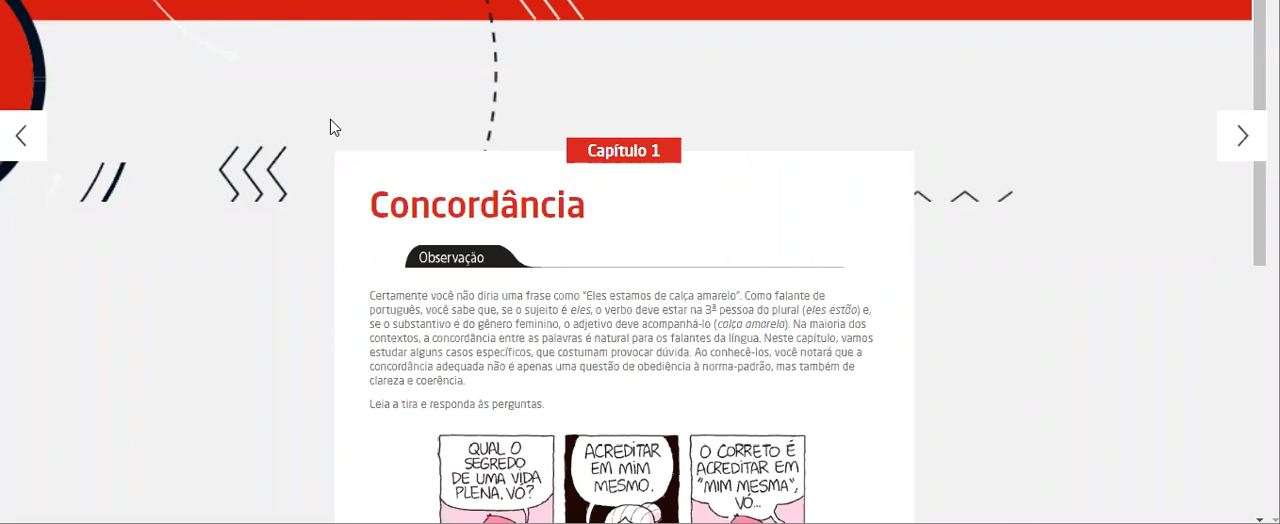 Capítulo 1
Concordância
Observação
Certamente você não diria uma frase como “Eles estamos de calça amarelo”. Como falante de
português, você sabe que, se o sujeito é eles, o verbo deve estar na 3ª pessoa do plural (eles estão) e,
se o substantivo é do gênero feminino, o adjetivo deve acompanhá-lo (calça amarela). Na maioria dos
contextos, a concordância entre as palavras é natural para os falantes da língua. Neste capítulo, vamos
estudar alguns casos específicos, que costumam provocar dúvida. Ao conhecê-los, você notará que a
concordância adequada não é apenas uma questão de obediência à norma-padrão, mas também de
clareza e coerência.
Leia a tira e responda às perguntas.
QUAL O
SEGREDO
DE UMA VIDA
PLENA, VÓ?
ACREDITAR
EM MIM
MESMO.
O CORRETO É
ACREDITAR EM
"MIM MESMA",
VÓ...